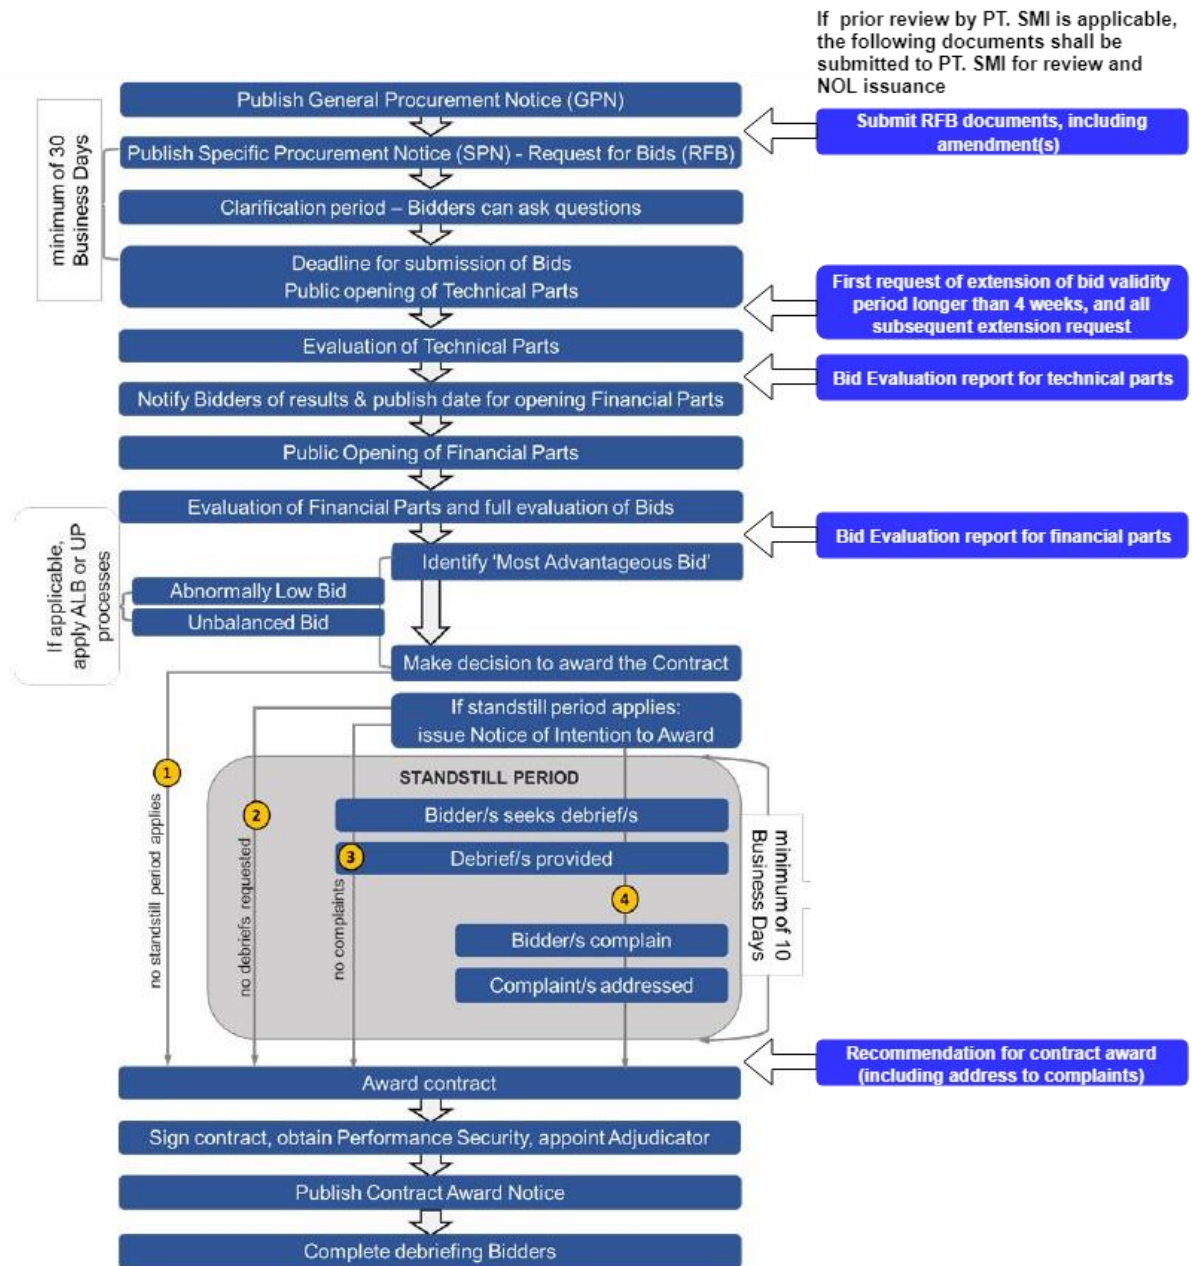 If prior review by PT. SMI is applicable,
the following documents shall be
submitted to PT. SMI for review and
NOL issuance
Publish General Procurement Notice (GPN)
Submit RFB documents, including
amendment(s)
minimum of 30
Business Days
Publish Specific Procurement Notice (SPN) - Request for Bids (RFB)
Clarification period – Bidders can ask questions
Deadline for submission of Bids
Public opening of Technical Parts
First request of extension of bid validity
period longer than 4 weeks, and all
subsequent extension request
Evaluation of Technical Parts
Bid Evaluation report for technical parts
Notify Bidders of results & publish date for opening Financial Parts
Public Opening of Financial Parts
Evaluation of Financial Parts and full evaluation of Bids
Bid Evaluation report for financial parts
Identify ‘Most Advantageous Bid’
If applicable,
apply ALB or UP
processes
Abnormally Low Bid
Unbalanced Bid
Make decision to award the Contract
If standstill period applies:
issue Notice of Intention to Award
STANDSTILL PERIOD
1
no standstill period applies
2
no debriefs requested
3
no complaints
Bidder/s seeks debrief/s
Debrief/s provided
4
Bidder/s complain
Complaint/s addressed
minimum of 10
Business Days
Recommendation for contract award
(including address to complaints)
Award contract
Sign contract, obtain Performance Security, appoint Adjudicator
Publish Contract Award Notice
Complete debriefing Bidders